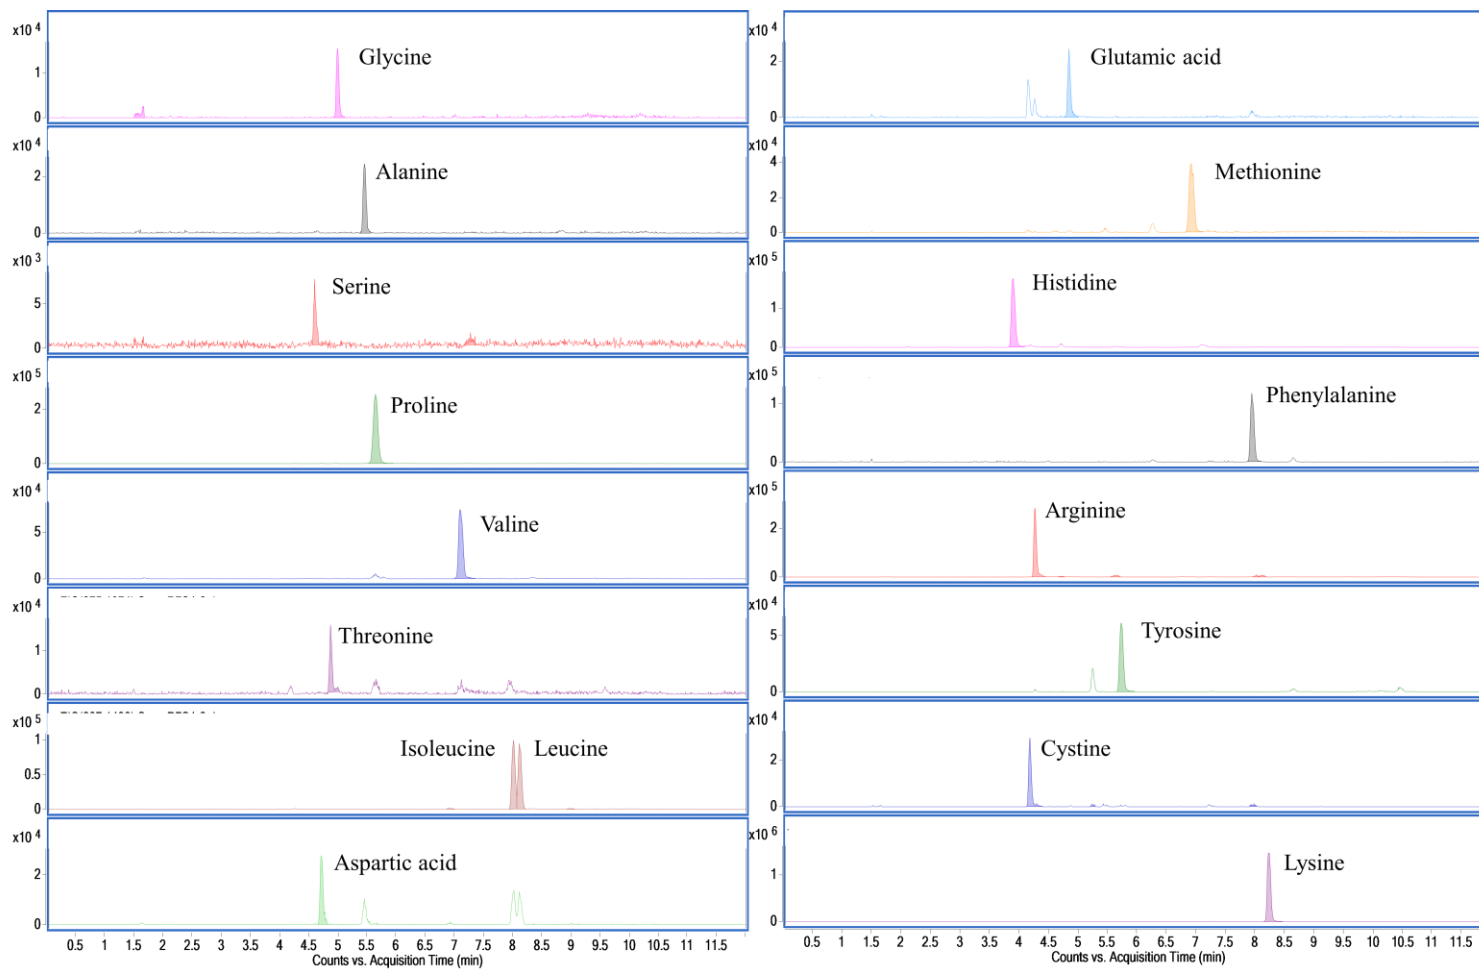 x10 4
Glycine
1
0
x10 4
Alanine
2
0
x10 3
Serine
5
0
x10 5
Proline
2
0
x10 4
Valine
5
0
x10 4
Threonine
1
0
x10 5
Isoleucine Leucine
1
0.5
0
x10 4
Aspartic acid
2
0
0.5 1 1.5 2 2.5 3 3.5 4 4.5 5 5.5 6 6.5 7 7.5 8 8.5 9 9.5 10 10.5 11 11.5
Counts vs. Acquisition Time (min)
x10 4
Glutamic acid
2
0
x10 4
Methionine
4
2
0
x10 5
Histidine
1
0
x10 5
Phenylalanine
1
0
x10 5
Arginine
2
0
x10 4
Tyrosine
5
0
x10 4
Cystine
2
0
x10 6
Lysine
1
0
0.5 1 1.5 2 2.5 3 3.5 4 4.5 5 5.5 6 6.5 7 7.5 8 8.5 9 9.5 10 10.5 11 11.5
Counts vs. Acquisition Time (min)